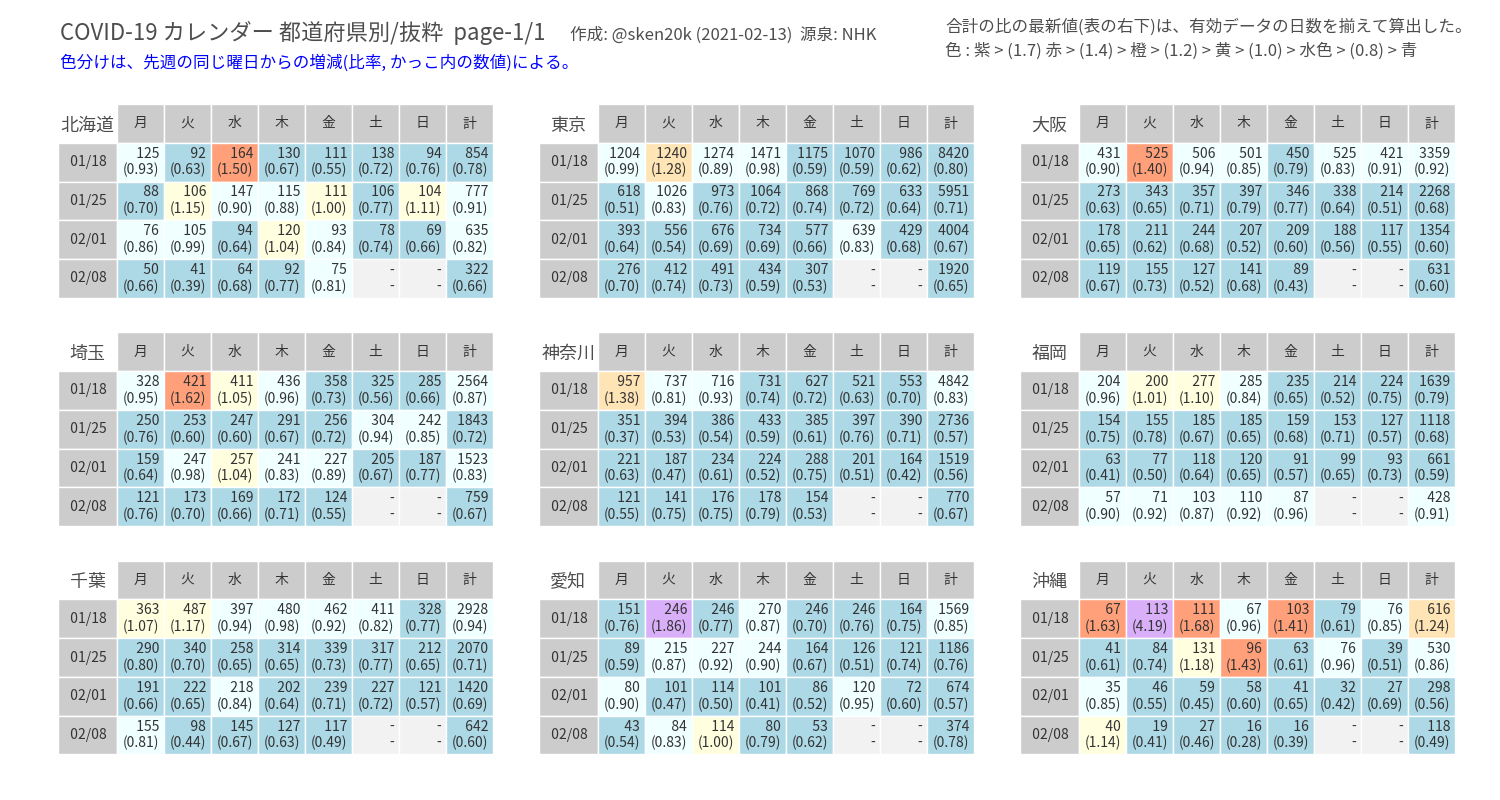 COVID-19 カレンダー 都道府県別/抜粋 page-1/1 作成: @sken20k (2021-02-13) 源泉: NHK
色分けは、先週の同じ曜日からの増減(比率, かっこ内の数値)による。
合計の比の最新値(表の右下)は、有効データの日数を揃えて算出した。
色 : 紫 > (1.7) 赤 > (1.4) > 橙 > (1.2) > 黄 > (1.0) > 水色 > (0.8) > 青
北海道 月 火 水 木 金 土 日 計
01/18 125 92 164 130 111 138 94 854
(0.93) (0.63) (1.50) (0.67) (0.55) (0.72) (0.76) (0.78)
01/25 88 106 147 115 111 106 104 777
(0.70) (1.15) (0.90) (0.88) (1.00) (0.77) (1.11) (0.91)
02/01 76 105 94 120 93 78 69 635
(0.86) (0.99) (0.64) (1.04) (0.84) (0.74) (0.66) (0.82)
02/08 50 41 64 92 75 - - 322
(0.66) (0.39) (0.68) (0.77) (0.81) - - (0.66)
東京 月 火 水 木 金 土 日 計
01/18 1204 1240 1274 1471 1175 1070 986 8420
(0.99) (1.28) (0.89) (0.98) (0.59) (0.59) (0.62) (0.80)
01/25 618 1026 973 1064 868 769 633 5951
(0.51) (0.83) (0.76) (0.72) (0.74) (0.72) (0.64) (0.71)
02/01 393 556 676 734 577 639 429 4004
(0.64) (0.54) (0.69) (0.69) (0.66) (0.83) (0.68) (0.67)
02/08 276 412 491 434 307 - - 1920
(0.70) (0.74) (0.73) (0.59) (0.53) - - (0.65)
大阪 月 火 水 木 金 土 日 計
01/18 431 525 506 501 450 525 421 3359
(0.90) (1.40) (0.94) (0.85) (0.79) (0.83) (0.91) (0.92)
01/25 273 343 357 397 346 338 214 2268
(0.63) (0.65) (0.71) (0.79) (0.77) (0.64) (0.51) (0.68)
02/01 178 211 244 207 209 188 117 1354
(0.65) (0.62) (0.68) (0.52) (0.60) (0.56) (0.55) (0.60)
02/08 119 155 127 141 89 - - 631
(0.67) (0.73) (0.52) (0.68) (0.43) - - (0.60)
埼玉 月 火 水 木 金 土 日 計
01/18 328 421 411 436 358 325 285 2564
(0.95) (1.62) (1.05) (0.96) (0.73) (0.56) (0.66) (0.87)
01/25 250 253 247 291 256 304 242 1843
(0.76) (0.60) (0.60) (0.67) (0.72) (0.94) (0.85) (0.72)
02/01 159 247 257 241 227 205 187 1523
(0.64) (0.98) (1.04) (0.83) (0.89) (0.67) (0.77) (0.83)
02/08 121 173 169 172 124 - - 759
(0.76) (0.70) (0.66) (0.71) (0.55) - - (0.67)
神奈川 月 火 水 木 金 土 日 計
01/18 957 737 716 731 627 521 553 4842
(1.38) (0.81) (0.93) (0.74) (0.72) (0.63) (0.70) (0.83)
01/25 351 394 386 433 385 397 390 2736
(0.37) (0.53) (0.54) (0.59) (0.61) (0.76) (0.71) (0.57)
02/01 221 187 234 224 288 201 164 1519
(0.63) (0.47) (0.61) (0.52) (0.75) (0.51) (0.42) (0.56)
02/08 121 141 176 178 154 - - 770
(0.55) (0.75) (0.75) (0.79) (0.53) - - (0.67)
福岡 月 火 水 木 金 土 日 計
01/18 204 200 277 285 235 214 224 1639
(0.96) (1.01) (1.10) (0.84) (0.65) (0.52) (0.75) (0.79)
01/25 154 155 185 185 159 153 127 1118
(0.75) (0.78) (0.67) (0.65) (0.68) (0.71) (0.57) (0.68)
02/01 63 77 118 120 91 99 93 661
(0.41) (0.50) (0.64) (0.65) (0.57) (0.65) (0.73) (0.59)
02/08 57 71 103 110 87 - - 428
(0.90) (0.92) (0.87) (0.92) (0.96) - - (0.91)
千葉 月 火 水 木 金 土 日 計
01/18 363 487 397 480 462 411 328 2928
(1.07) (1.17) (0.94) (0.98) (0.92) (0.82) (0.77) (0.94)
01/25 290 340 258 314 339 317 212 2070
(0.80) (0.70) (0.65) (0.65) (0.73) (0.77) (0.65) (0.71)
02/01 191 222 218 202 239 227 121 1420
(0.66) (0.65) (0.84) (0.64) (0.71) (0.72) (0.57) (0.69)
02/08 155 98 145 127 117 - - 642
(0.81) (0.44) (0.67) (0.63) (0.49) - - (0.60)
愛知 月 火 水 木 金 土 日 計
01/18 151 246 246 270 246 246 164 1569
(0.76) (1.86) (0.77) (0.87) (0.70) (0.76) (0.75) (0.85)
01/25 89 215 227 244 164 126 121 1186
(0.59) (0.87) (0.92) (0.90) (0.67) (0.51) (0.74) (0.76)
02/01 80 101 114 101 86 120 72 674
(0.90) (0.47) (0.50) (0.41) (0.52) (0.95) (0.60) (0.57)
02/08 43 84 114 80 53 - - 374
(0.54) (0.83) (1.00) (0.79) (0.62) - - (0.78)
沖縄 月 火 水 木 金 土 日 計
01/18 67 113 111 67 103 79 76 616
(1.63) (4.19) (1.68) (0.96) (1.41) (0.61) (0.85) (1.24)
01/25 41 84 131 96 63 76 39 530
(0.61) (0.74) (1.18) (1.43) (0.61) (0.96) (0.51) (0.86)
02/01 35 46 59 58 41 32 27 298
(0.85) (0.55) (0.45) (0.60) (0.65) (0.42) (0.69) (0.56)
02/08 40 19 27 16 16 - - 118
(1.14) (0.41) (0.46) (0.28) (0.39) - - (0.49)